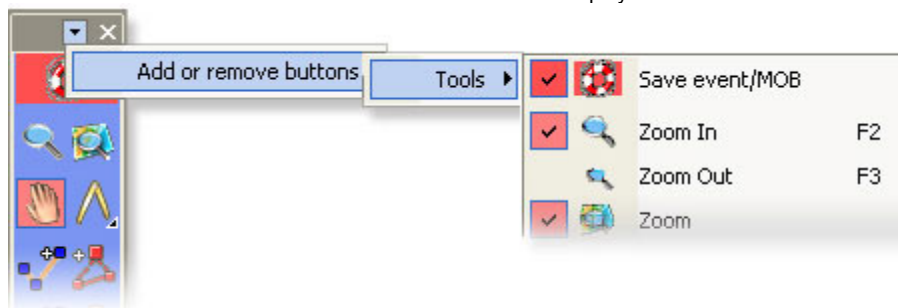 Add or remove buttons
Tools
Save event/MOB
Zoom In F2
Zoom Out F3
Zoom